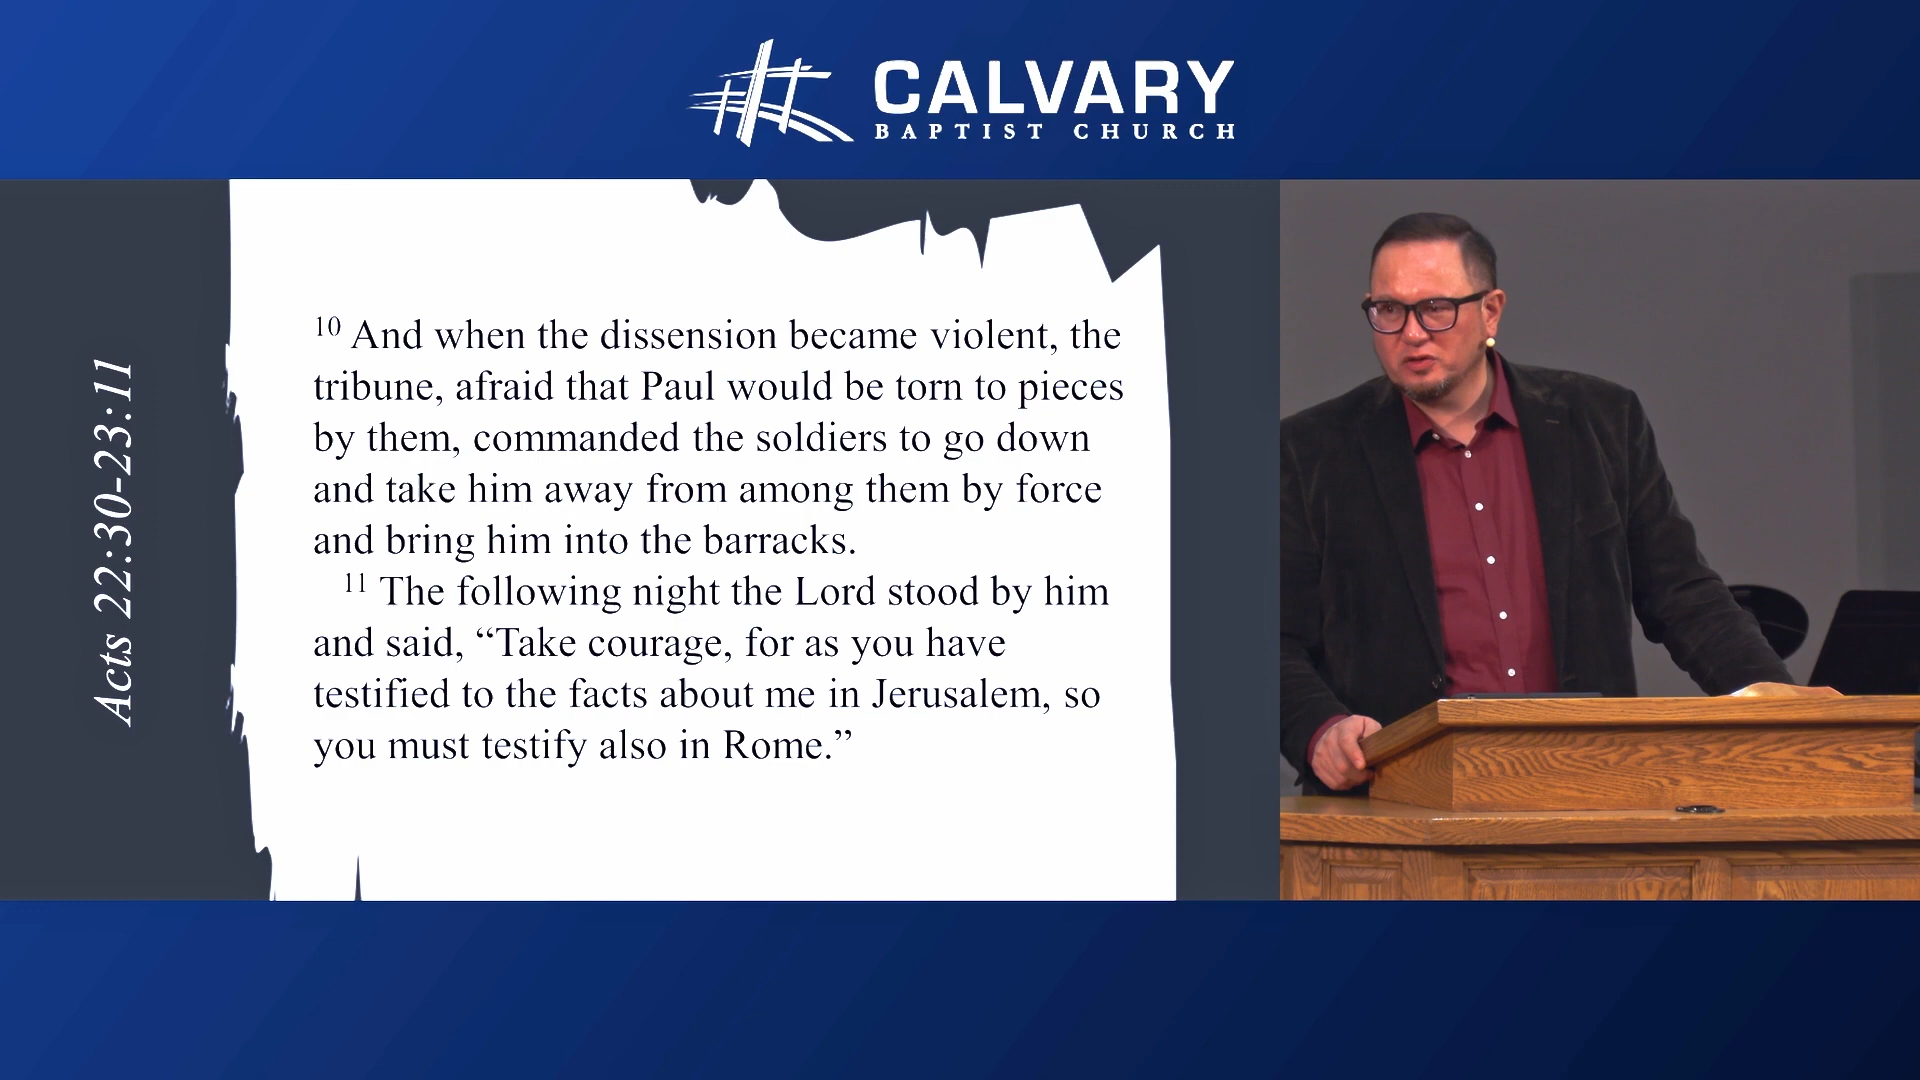 CALVARY
BAPTIST CHURCH
Acts 22:30-23:11
10 And when the dissension became violent, the
tribune, afraid that Paul would be torn to pieces
by them, commanded the soldiers to go down
and take him away from among them by force
and bring him into the barracks.
11 The following night the Lord stood by him
and said, “Take courage, for as you have
testified to the facts about me in Jerusalem, so
you must testify also in Rome.”